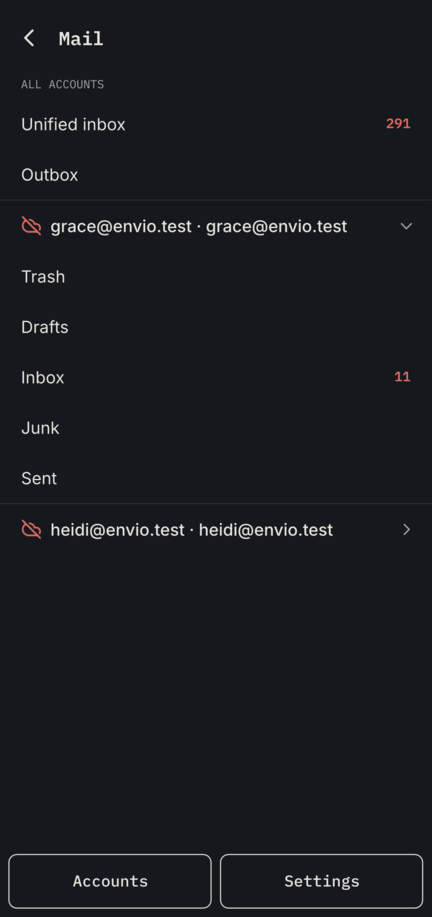 Mail
ALL ACCOUNTS
Unified inbox 291
Outbox
grace@envio.test · grace@envio.test
Trash
Drafts
Inbox 11
Junk
Sent
heidi@envio.test · heidi@envio.test
Accounts Settings